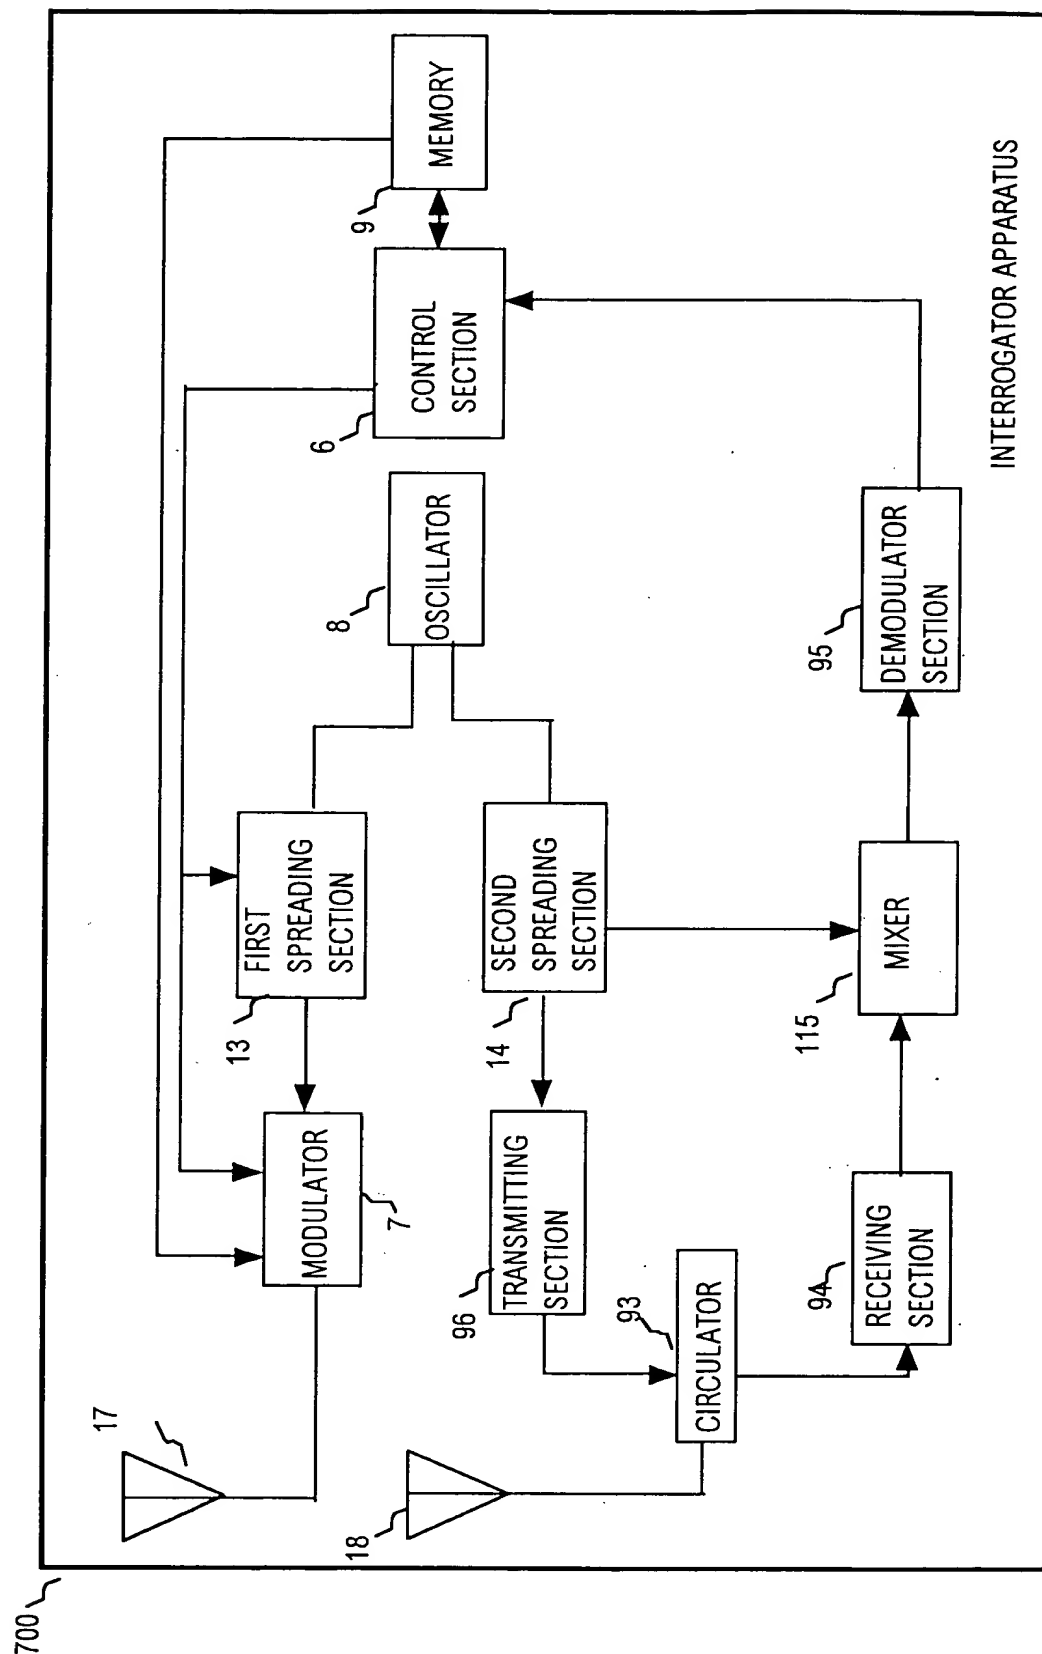 700
17
MODULATOR
7
13
FIRST
SPREADING
SECTION
6
CONTROL
SECTION
9
MEMORY
8
OSCILLATOR
18
96
TRANSMITTING
SECTION
14
SECOND
SPREADING
SECTION
93
CIRCULATOR
94
RECEIVING
SECTION
115
MIXER
95
DEMODULATOR
SECTION
INTERROGATOR APPARATUS